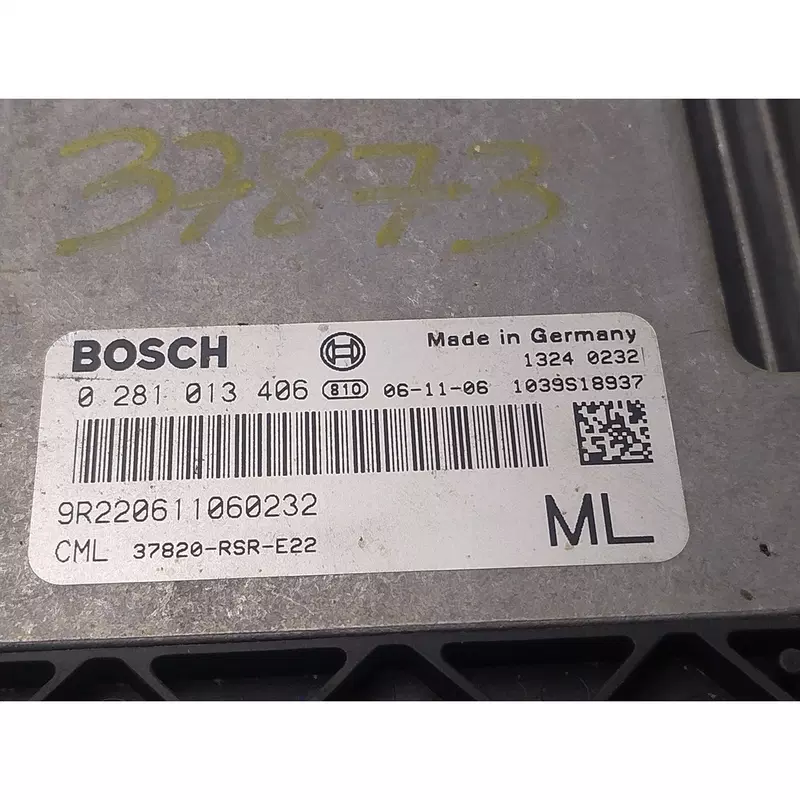 37873
BOSCH
Made in Germany
1324 0232
0 281 013 406 810 06-11-06 1039S18937
9R220611060232
CML 37820-RSR-E22
ML